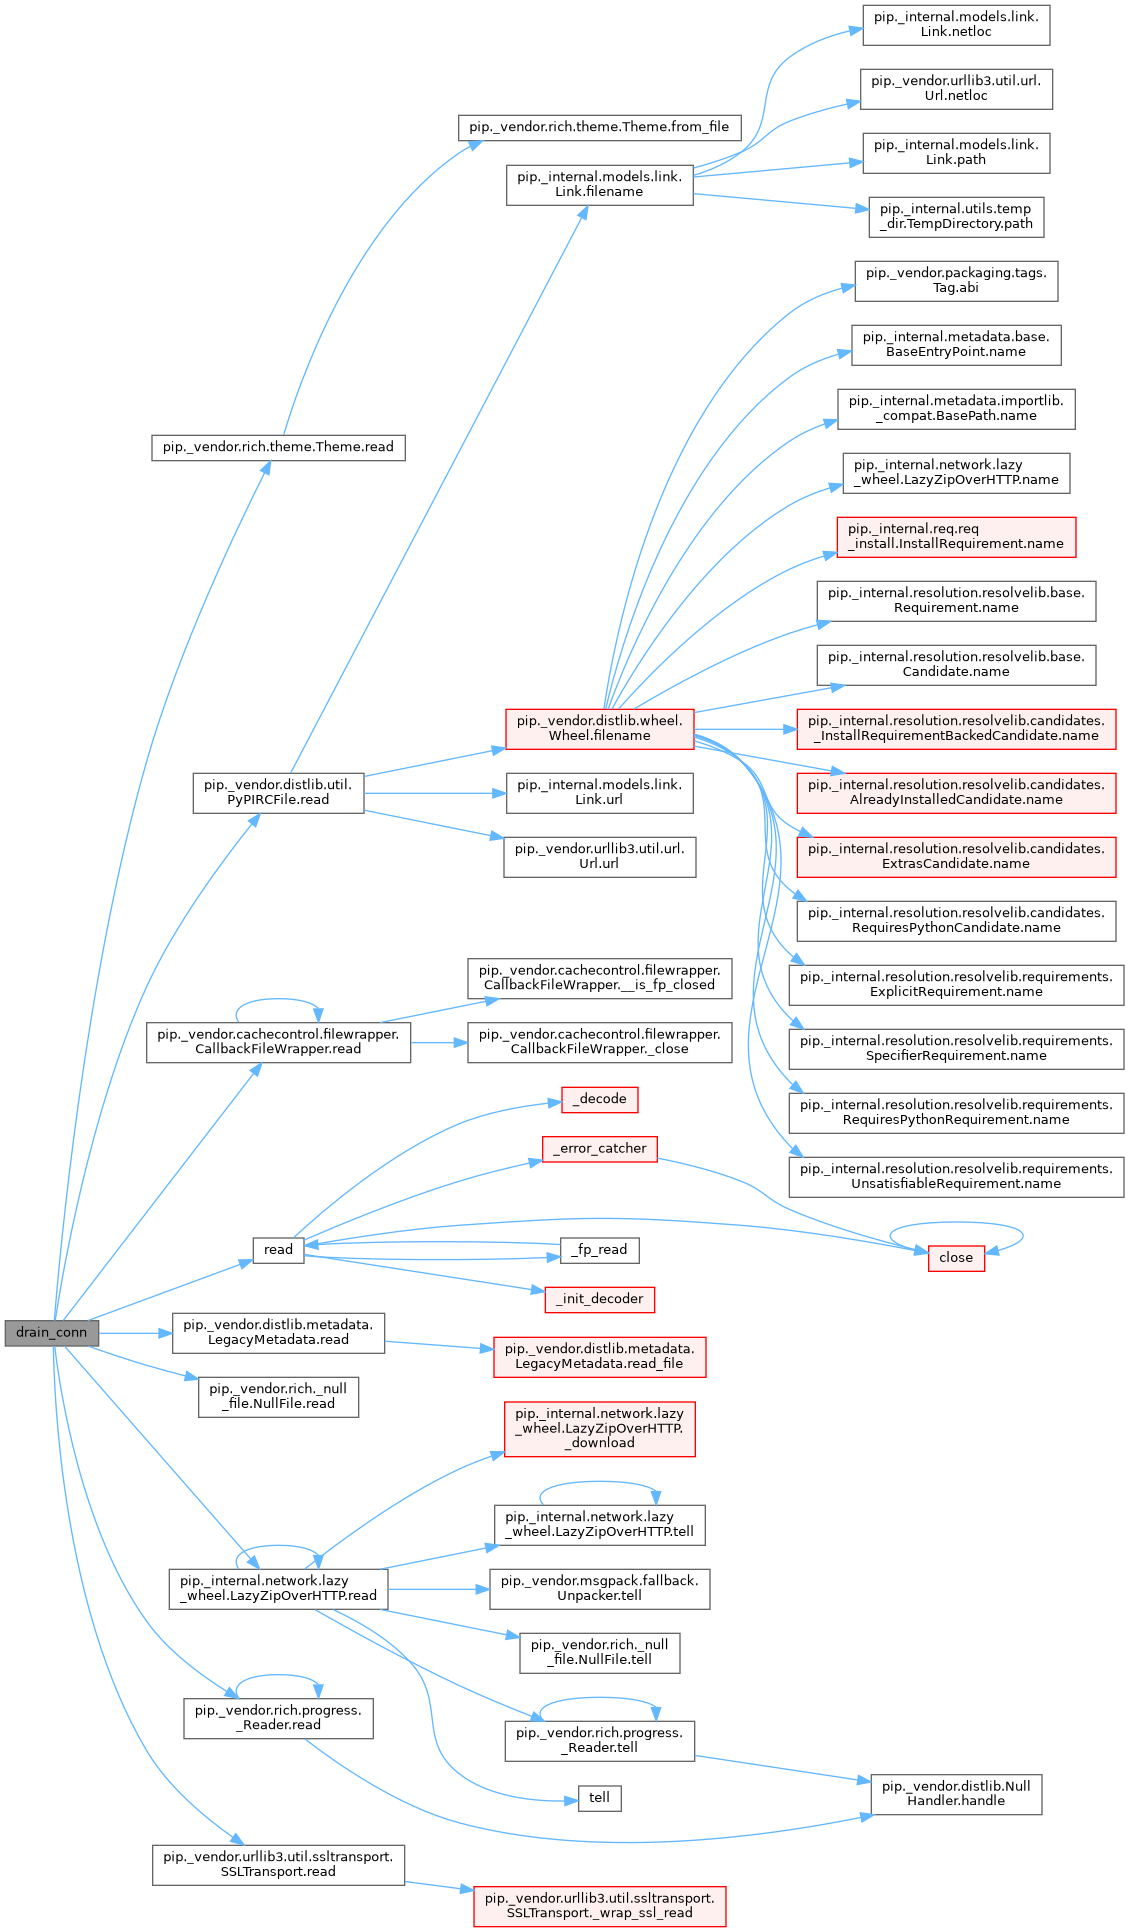 pip._internal.models.link.
Link.netloc
pip._vendor.urllib3.util.url.
Url.netloc
pip._vendor.rich.theme.Theme.from_file
pip._internal.models.link.
Link.path
pip._internal.models.link.
Link.filename
pip._internal.utils.temp
_dir.TempDirectory.path
pip._vendor.packaging.tags.
Tag.abi
pip._internal.metadata.base.
BaseEntryPoint.name
pip._internal.metadata.importlib.
_compat.BasePath.name
pip._vendor.rich.theme.Theme.read
pip._internal.network.lazy
_wheel.LazyZipOverHTTP.name
pip._internal.req.req
_install.InstallRequirement.name
pip._internal.resolution.resolvelib.base.
Requirement.name
pip._internal.resolution.resolvelib.base.
Candidate.name
pip._vendor.distlib.wheel.
Wheel.filename
pip._internal.resolution.resolvelib.candidates.
_InstallRequirementBackedCandidate.name
pip._vendor.distlib.util.
PyPIRCFile.read
pip._internal.models.link.
Link.url
pip._internal.resolution.resolvelib.candidates.
AlreadyInstalledCandidate.name
pip._vendor.urllib3.util.url.
Url.url
pip._internal.resolution.resolvelib.candidates.
ExtrasCandidate.name
pip._internal.resolution.resolvelib.candidates.
RequiresPythonCandidate.name
pip._vendor.cachecontrol.filewrapper.
CallbackFileWrapper.__is_fp_closed
pip._internal.resolution.resolvelib.requirements.
ExplicitRequirement.name
pip._vendor.cachecontrol.filewrapper.
CallbackFileWrapper.read
pip._vendor.cachecontrol.filewrapper.
CallbackFileWrapper._close
pip._internal.resolution.resolvelib.requirements.
SpecifierRequirement.name
_decode
pip._internal.resolution.resolvelib.requirements.
RequiresPythonRequirement.name
_error_catcher
pip._internal.resolution.resolvelib.requirements.
UnsatisfiableRequirement.name
read
_fp_read
close
_init_decoder
drain_conn
pip._vendor.distlib.metadata.
LegacyMetadata.read
pip._vendor.distlib.metadata.
LegacyMetadata.read_file
pip._vendor.rich._null
_file.NullFile.read
pip._internal.network.lazy
_wheel.LazyZipOverHTTP.
_download
pip._internal.network.lazy
_wheel.LazyZipOverHTTP.tell
pip._internal.network.lazy
_wheel.LazyZipOverHTTP.read
pip._vendor.msgpack.fallback.
Unpacker.tell
pip._vendor.rich._null
_file.NullFile.tell
pip._vendor.rich.progress.
_Reader.read
pip._vendor.rich.progress.
_Reader.tell
tell
pip._vendor.distlib.Null
Handler.handle
pip._vendor.urllib3.util.ssltransport.
SSLTransport.read
pip._vendor.urllib3.util.ssltransport.
SSLTransport._wrap_ssl_read